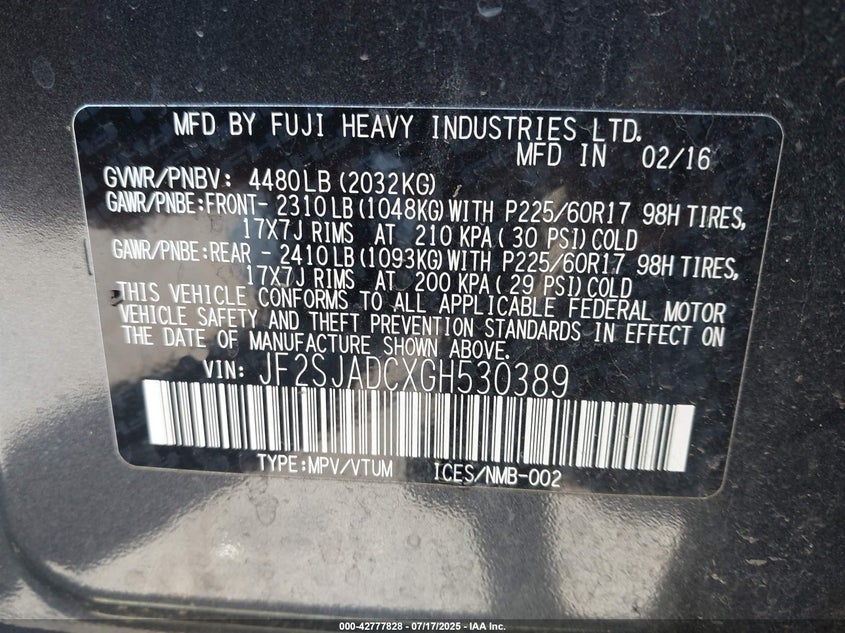 MFD BY FUJI HEAVY INDUSTRIES LTD.
MFD IN 02/16
GVWR/PNBV: 4480LB (2032KG)
GAWR/PNBE:FRONT- 2310 LB (1048KG) WITH P225/60R17 98H TIRES,
17X7J RIMS AT 210 KPA ( 30 PSI) COLD
GAWR/PNBE:REAR - 2410 LB (1093KG) WITH P225/60R17 98H TIRES,
17X7J RIMS AT 200 KPA ( 29 PSI) COLD
THIS VEHICLE CONFORMS TO ALL APPLICABLE FEDERAL MOTOR
VEHICLE SAFETY AND THEFT PREVENTION STANDARDS IN EFFECT ON
THE DATE OF MANUFACTURE SHOWN ABOVE.
VIN: JF2SJADCXGH530389
TYPE:MPV/VTUM ICES/NMB-002
000-42777828 - 07/17/2025 - IAA Inc.